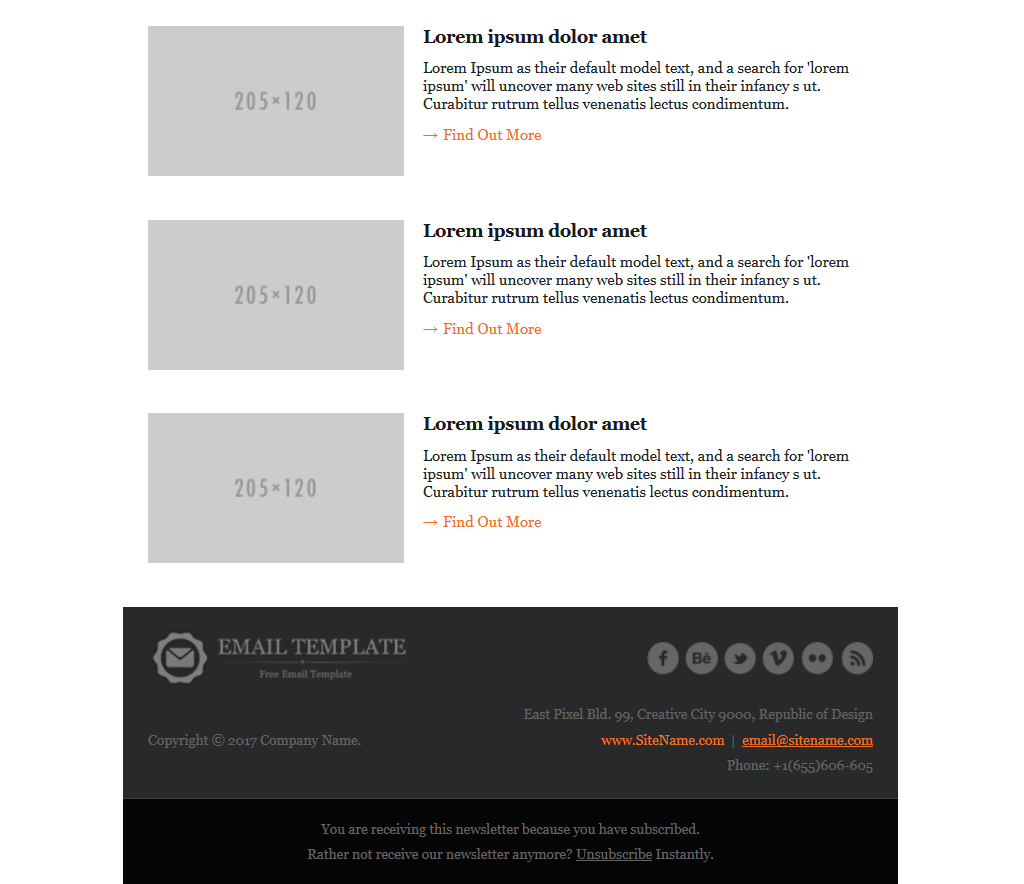 205×120
Lorem ipsum dolor amet
Lorem Ipsum as their default model text, and a search for 'lorem
ipsum' will uncover many web sites still in their infancy s ut.
Curabitur rutrum tellus venenatis lectus condimentum.
→ Find Out More
205×120
Lorem ipsum dolor amet
Lorem Ipsum as their default model text, and a search for 'lorem
ipsum' will uncover many web sites still in their infancy s ut.
Curabitur rutrum tellus venenatis lectus condimentum.
→ Find Out More
205×120
Lorem ipsum dolor amet
Lorem Ipsum as their default model text, and a search for 'lorem
ipsum' will uncover many web sites still in their infancy s ut.
Curabitur rutrum tellus venenatis lectus condimentum.
→ Find Out More
EMAIL TEMPLATE
Free Email Template
f Bē v
East Pixel Bld. 99, Creative City 9000, Republic of Design
Copyright © 2017 Company Name.
www.SiteName.com | email@sitename.com
Phone: +1(655)606-605
You are receiving this newsletter because you have subscribed.
Rather not receive our newsletter anymore? Unsubscribe Instantly.